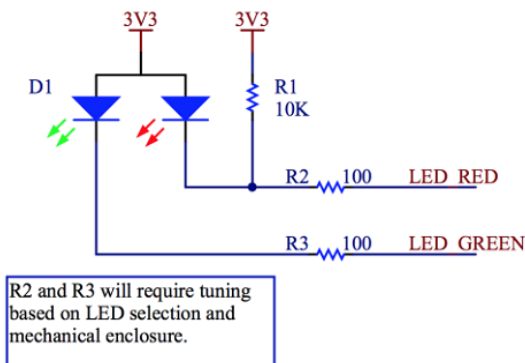 3V3 3V3
D1
R1
10K
R2 100 LED_RED
R3 100 LED_GREEN
R2 and R3 will require tuning
based on LED selection and
mechanical enclosure.